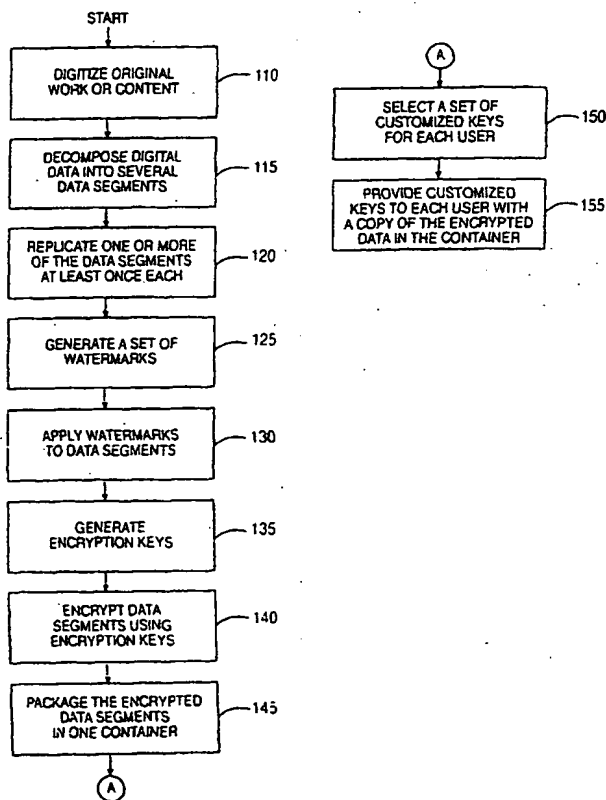 START
DIGITIZE ORIGINAL
WORK OR CONTENT
110
DECOMPOSE DIGITAL
DATA INTO SEVERAL
DATA SEGMENTS
115
REPLICATE ONE OR MORE
OF THE DATA SEGMENTS
AT LEAST ONCE EACH
120
GENERATE A SET OF
WATERMARKS
125
APPLY WATERMARKS
TO DATA SEGMENTS
130
GENERATE
ENCRYPTION KEYS
135
ENCRYPT DATA
SEGMENTS USING
ENCRYPTION KEYS
140
PACKAGE THE ENCRYPTED
DATA SEGMENTS
IN ONE CONTAINER
145
A
A
SELECT A SET OF
CUSTOMIZED KEYS
FOR EACH USER
150
PROVIDE CUSTOMIZED
KEYS TO EACH USER WITH
A COPY OF THE ENCRYPTED
DATA IN THE CONTAINER
155